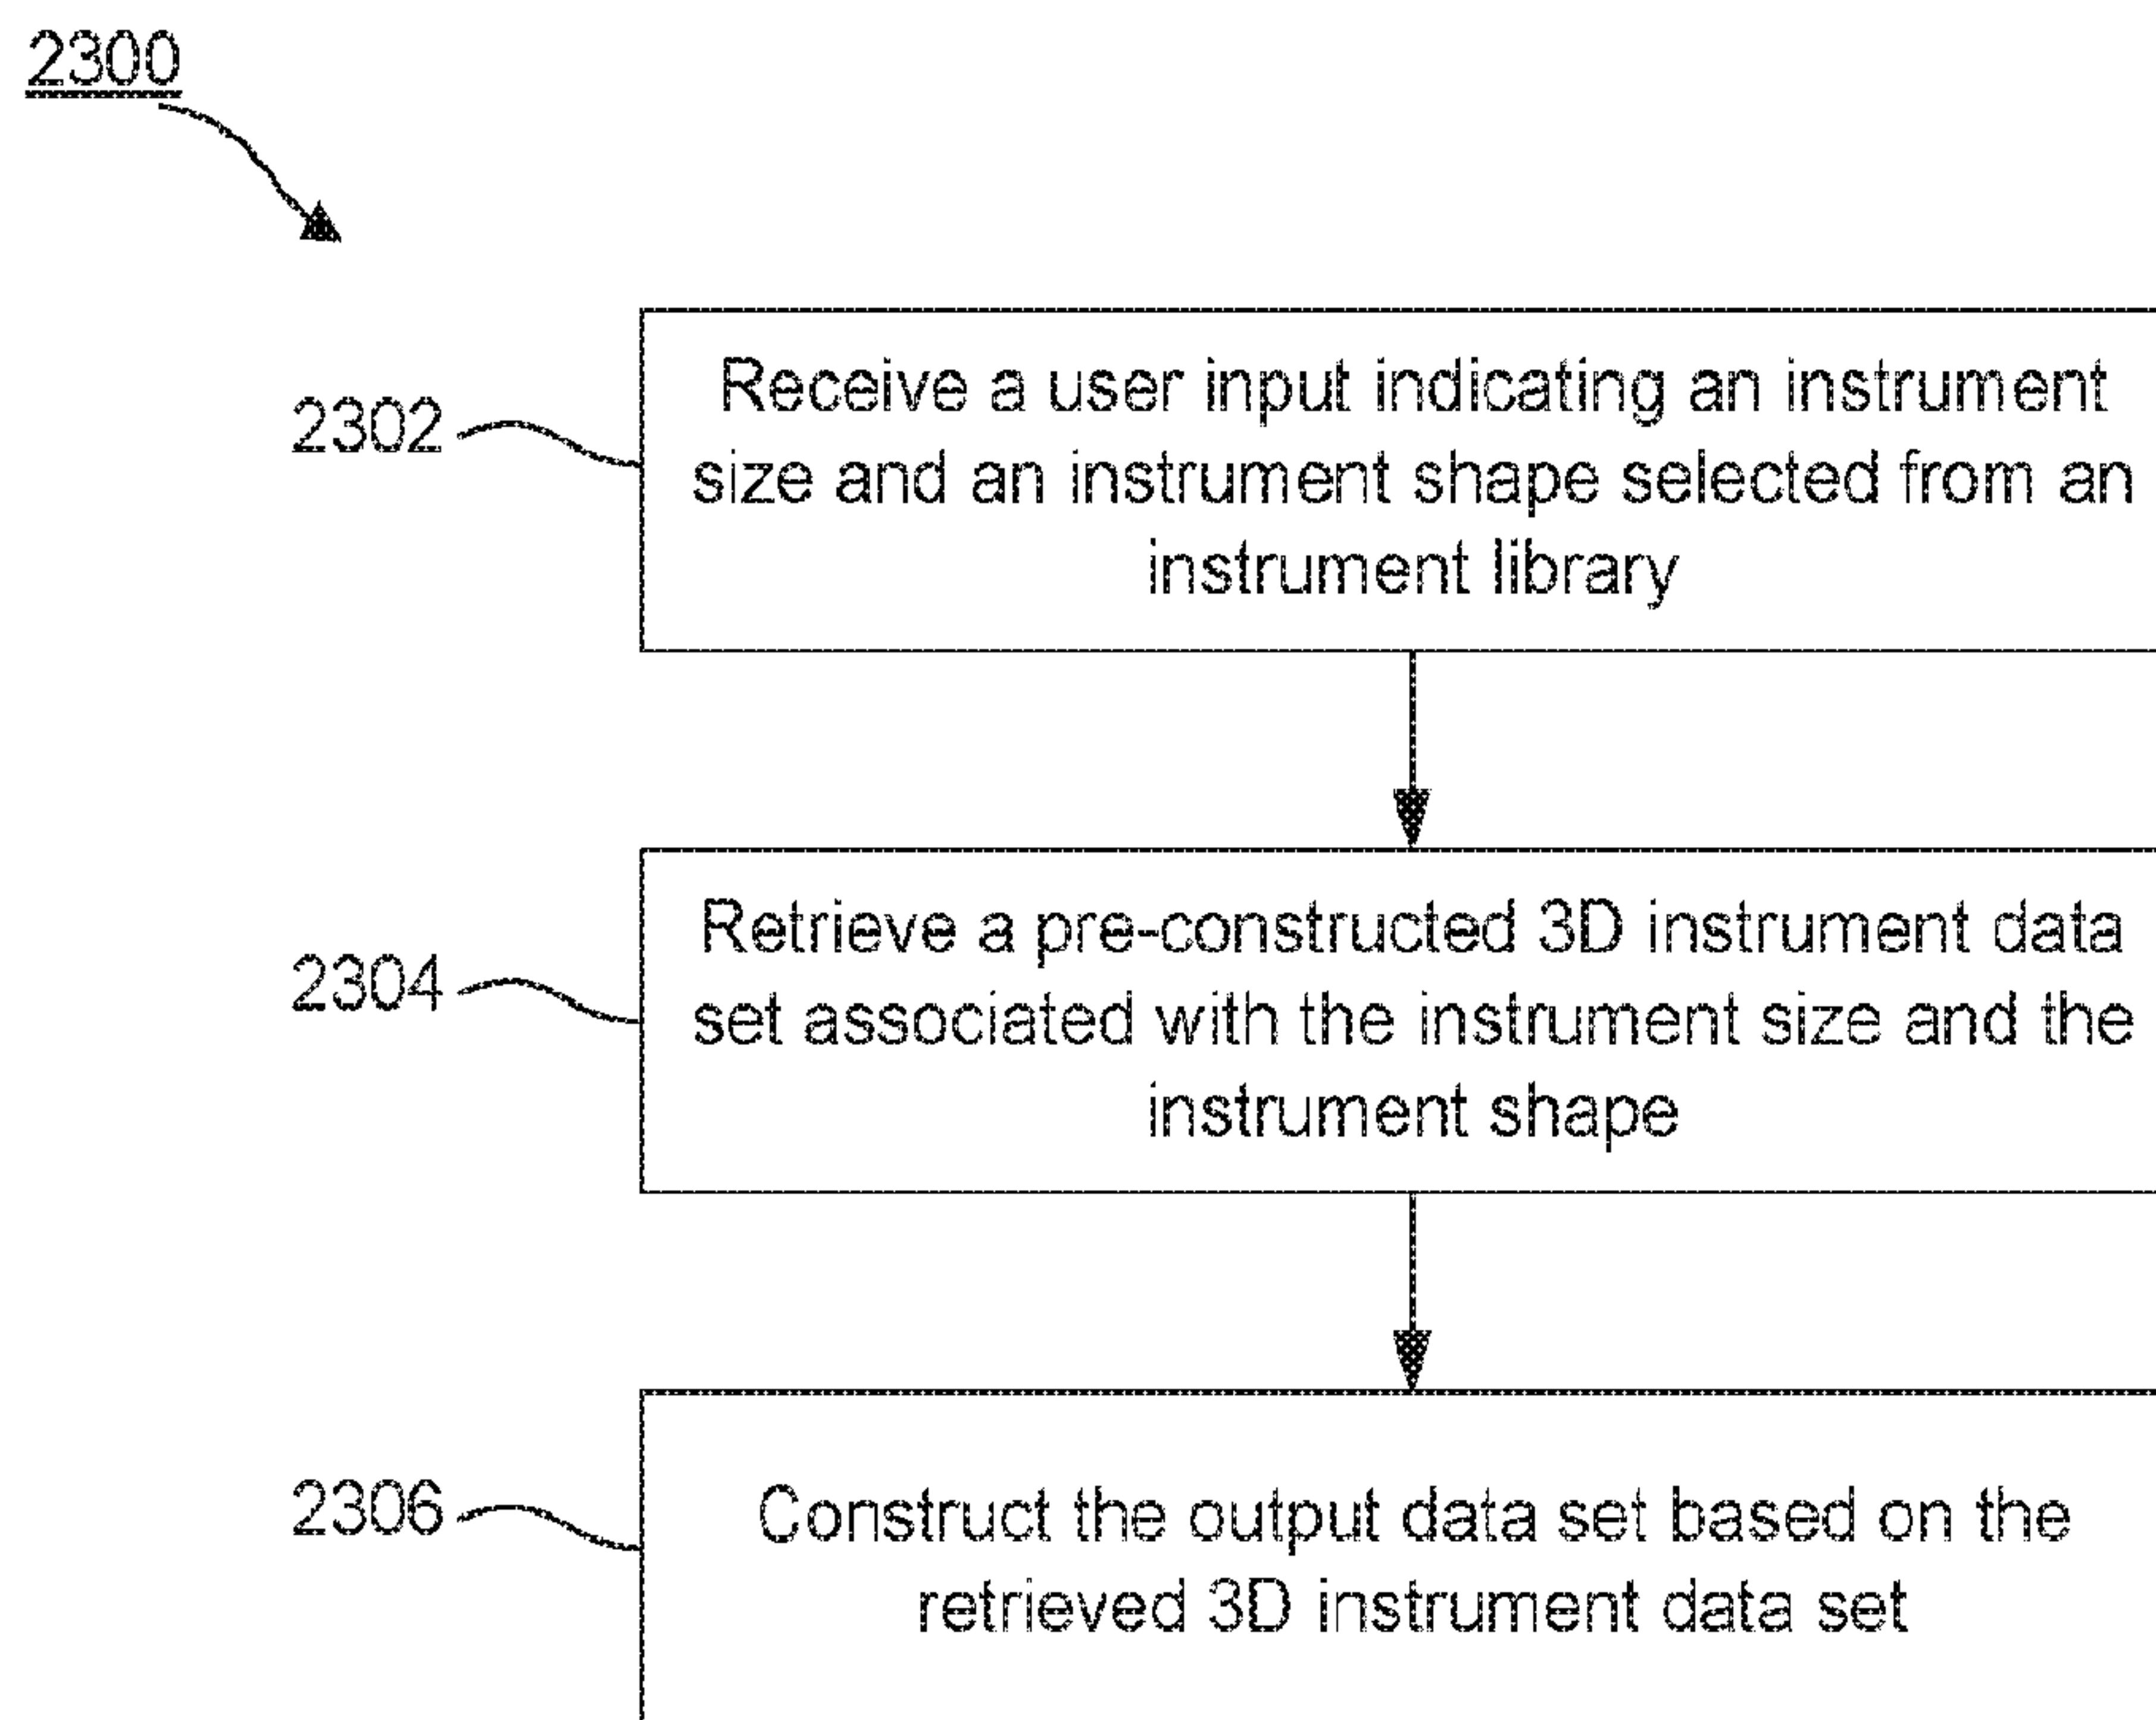 2300
2302
Receive a user input indicating an instrument
size and an instrument shape selected from an
instrument library
2304
Retrieve a pre-constructed 3D instrument data
set associated with the instrument size and the
instrument shape
2306
Construct the output data set based on the
retrieved 3D instrument data set